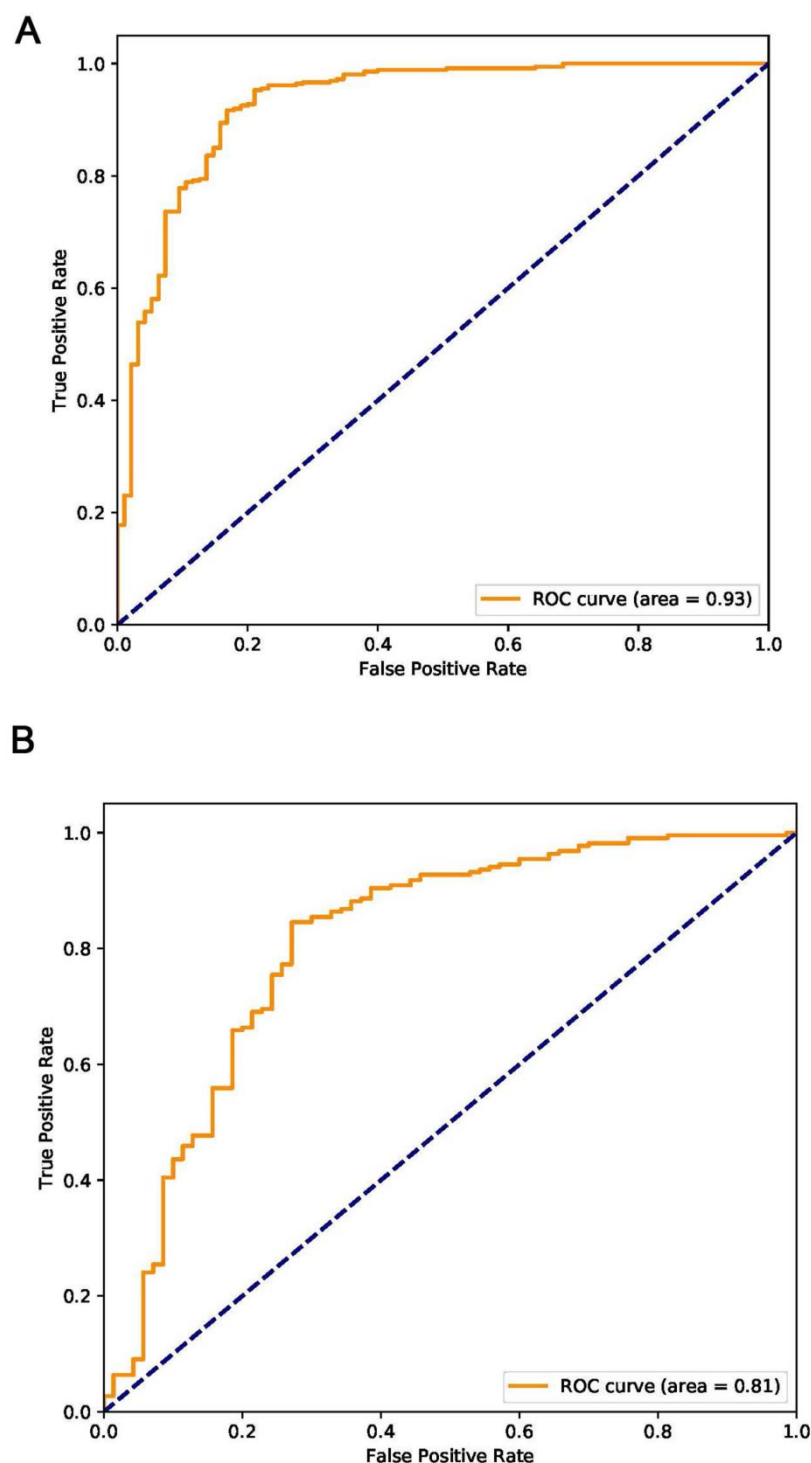 A
1.0
0.8
0.6
0.4
0.2
0.0
True Positive Rate
ROC curve (area = 0.93)
0.0 0.2 0.4 0.6 0.8 1.0
False Positive Rate
B
1.0
0.8
0.6
0.4
0.2
0.0
True Positive Rate
ROC curve (area = 0.81)
0.0 0.2 0.4 0.6 0.8 1.0
False Positive Rate